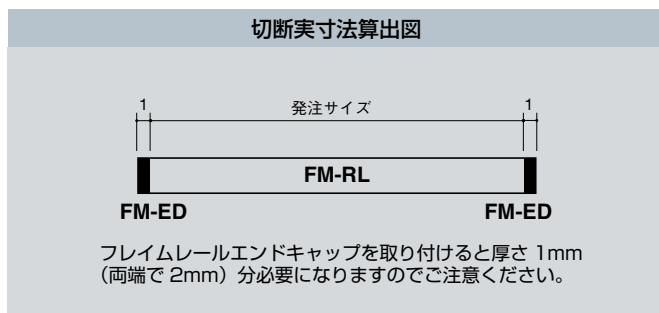 切断実寸法算出図
1 発注サイズ 1
FM-RL
FM-ED FM-ED
フレイムレールエンドキャップを取り付けると厚さ 1mm
（両端で 2mm）分必要になりますのでご注意ください。